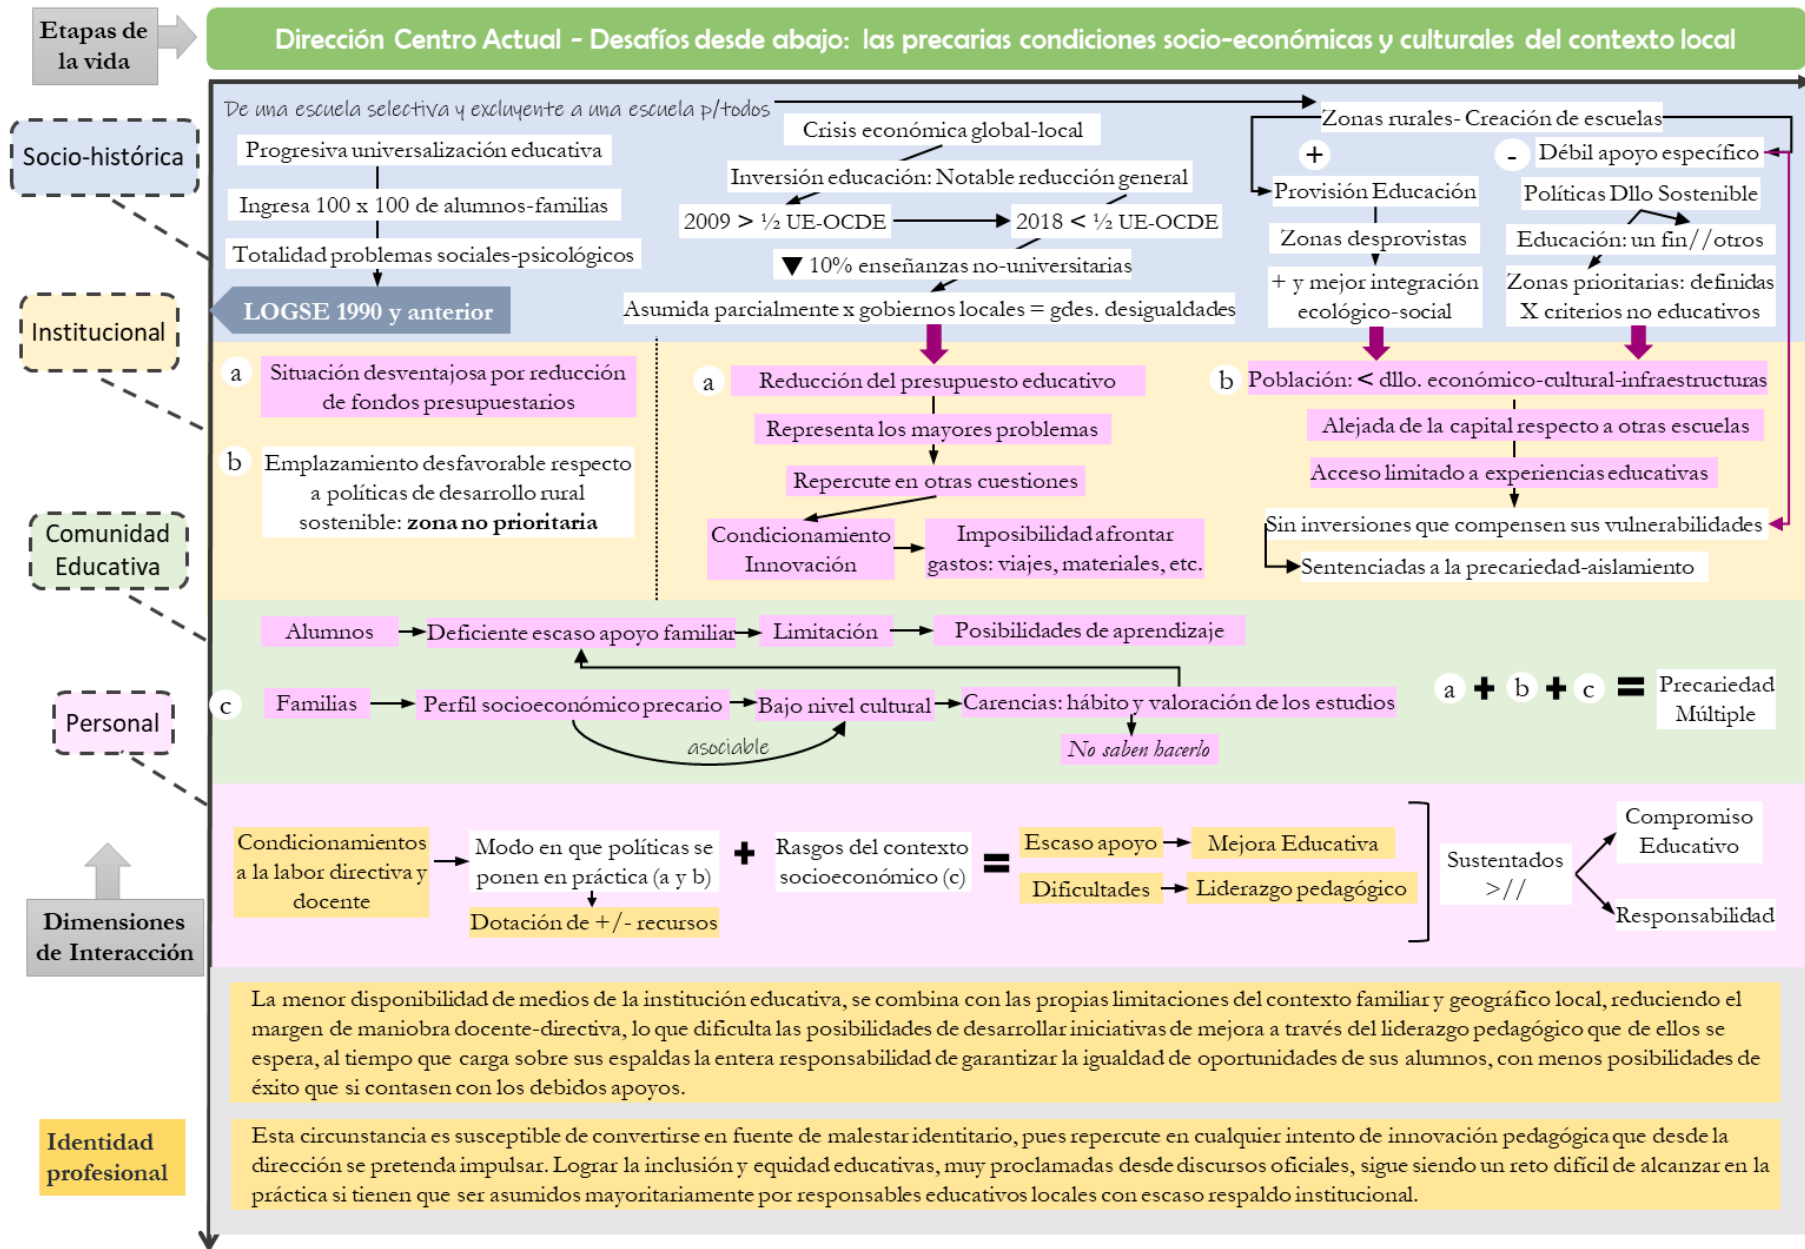 Etapas de
la vida
Dirección Centro Actual - Desafíos desde abajo: las precarias condiciones socio-económicas y culturales del contexto local
Socio-histórica
Institucional
Comunidad
Educativa
Personal
Dimensiones
de Interacción
Identidad
profesional
De una escuela selectiva y excluyente a una escuela p/todos
Progresiva universalización educativa
Ingresa 100 x 100 de alumnos-familias
Totalidad problemas sociales-psicológicos
LOGSE 1990 y anterior
Crisis económica global-local
Inversión educación: Notable reducción general
2009 > ½ UE-OCDE
2018 < ½ UE-OCDE
▼ 10% enseñanzas no-universitarias
Asumida parcialmente x gobiernos locales = gdes. desigualdades
Zonas rurales- Creación de escuelas
+
Provisión Educación
Zonas desprovistas
+ y mejor integración
ecológico-social
-
Débil apoyo específico
Políticas Dllo Sostenible
Educación: un fin//otros
Zonas prioritarias: definidas
X criterios no educativos
a
Situación desventajosa por reducción
de fondos presupuestarios
b
Emplazamiento desfavorable respecto
a políticas de desarrollo rural
sostenible: zona no prioritaria
a
Reducción del presupuesto educativo
Representa los mayores problemas
Repercute en otras cuestiones
Condicionamiento
Innovación
Imposibilidad afrontar
gastos: viajes, materiales, etc.
b
Población: < dllo. económico-cultural-infraestructuras
Alejada de la capital respecto a otras escuelas
Acceso limitado a experiencias educativas
Sin inversiones que compensen sus vulnerabilidades
Sentenciadas a la precariedad-aislamiento
Alumnos
Deficiente escaso apoyo familiar
Limitación
Posibilidades de aprendizaje
c
Familias
Perfil socioeconómico precario
Bajo nivel cultural
Carencias: hábito y valoración de los estudios
asociable
No saben hacerlo
a + b + c = Precariedad
Múltiple
Condicionamientos
a la labor directiva y
docente
Modo en que políticas se
ponen en práctica (a y b)
Dotación de +/- recursos
+
Rasgos del contexto
socioeconómico (c)
=
Escaso apoyo
Mejora Educativa
Dificultades
Liderazgo pedagógico
Sustentados
>//
Compromiso
Educativo
Responsabilidad
La menor disponibilidad de medios de la institución educativa, se combina con las propias limitaciones del contexto familiar y geográfico local, reduciendo el
margen de maniobra docente-directiva, lo que dificulta las posibilidades de desarrollar iniciativas de mejora a través del liderazgo pedagógico que de ellos se
espera, al tiempo que carga sobre sus espaldas la entera responsabilidad de garantizar la igualdad de oportunidades de sus alumnos, con menos posibilidades de
éxito que si contasen con los debidos apoyos.
Esta circunstancia es susceptible de convertirse en fuente de malestar identitario, pues repercute en cualquier intento de innovación pedagógica que desde la
dirección se pretenda impulsar. Lograr la inclusión y equidad educativas, muy proclamadas desde discursos oficiales, sigue siendo un reto difícil de alcanzar en la
práctica si tienen que ser asumidos mayoritariamente por responsables educativos locales con escaso respaldo institucional.